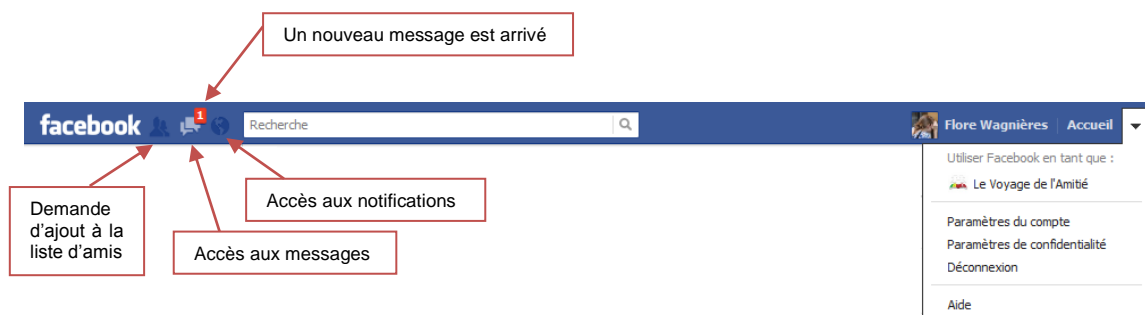 Un nouveau message est arrivé
facebook
1
Recherche
Flore Wagnières
Accueil
Utiliser Facebook en tant que :
Le Voyage de l'Amitié
Demande
d'ajout à la
liste d'amis
Accès aux notifications
Accès aux messages
Paramètres du compte
Paramètres de confidentialité
Déconnexion
Aide